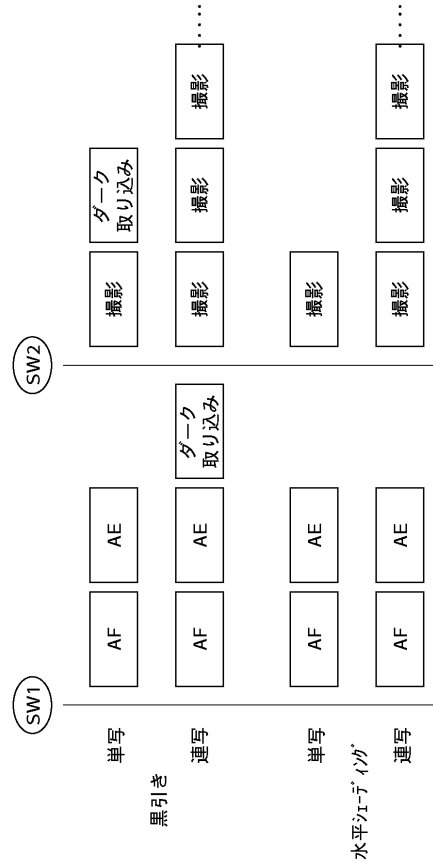 SW1
SW2
黒引き
単写
AF
AE
撮影
ダーク
取り込み
連写
AF
AE
ダーク
取り込み
撮影
撮影
撮影
水平シェーディング
単写
AF
AE
撮影
連写
AF
AE
撮影
撮影
撮影